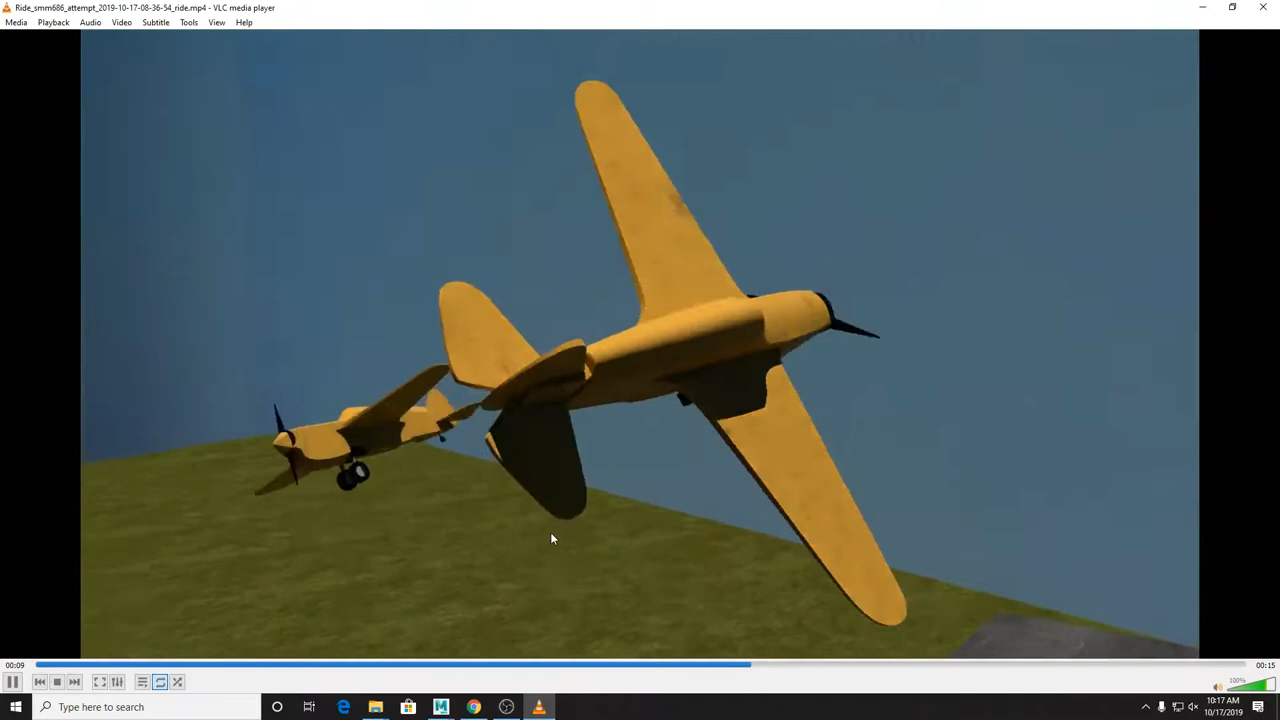 Ride_smm686_attempt_2019-10-17-08-36-54_ride.mp4 - VLC media player
Media Playback Audio Video Subtitle Tools View Help
00:09
00:15
100%
Type here to search
10:17 AM
10/17/2019